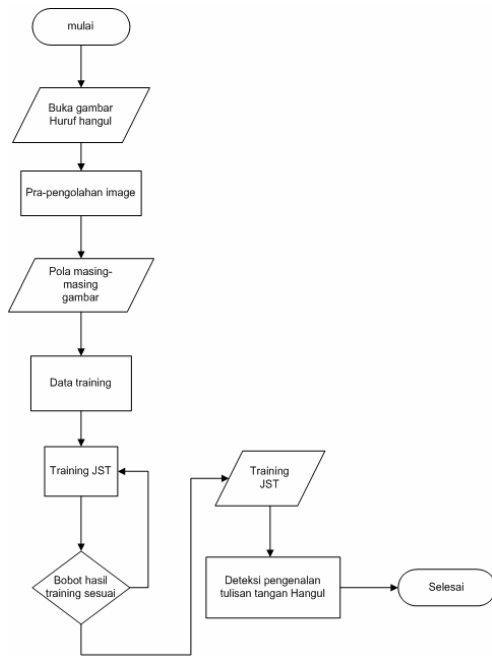 mulai
Buka gambar
Huruf hangul
Pra-pengolahan image
Pola masing-
masing
gambar
Data training
Training JST
Bobot hasil
training sesuai
Training
JST
Deteksi pengenalan
tulisan tangan Hangul
Selesai